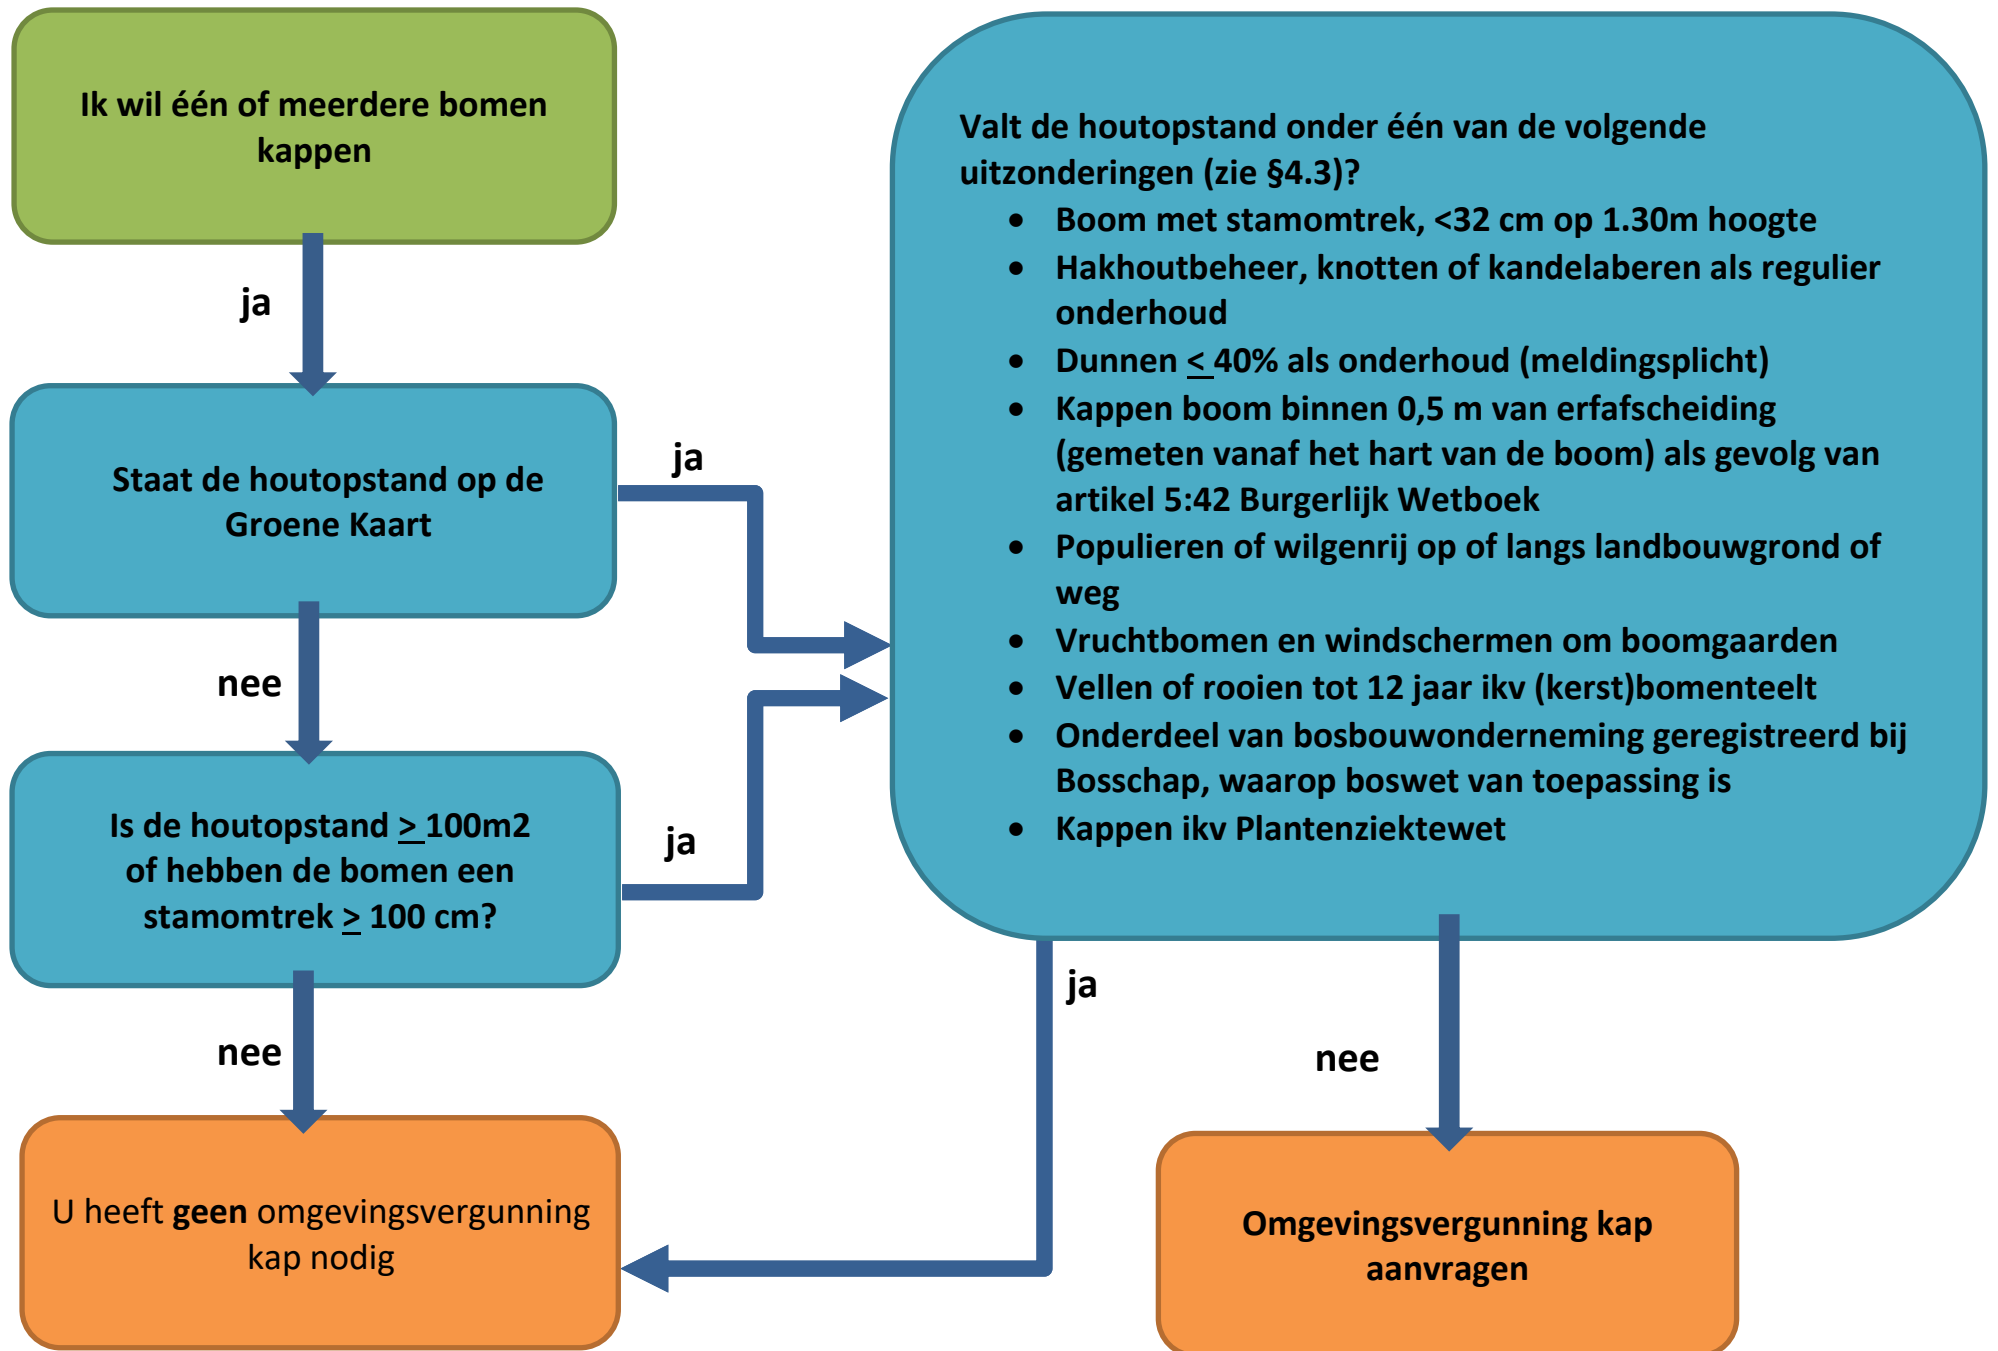 Ik wil één of meerdere bomen
kappen
ja
Staat de houtopstand op de
Groene Kaart
ja
nee
Is de houtopstand > 100m2
of hebben de bomen een
stamomtrek > 100 cm?
ja
nee
U heeft geen omgevingsvergunning
kap nodig
Valt de houtopstand onder één van de volgende
uitzonderingen (zie §4.3)?
• Boom met stamomtrek, <32 cm op 1.30m hoogte
• Hakhoutbeheer, knotten of kandelaberen als regulier
onderhoud
• Dunnen < 40% als onderhoud (meldingsplicht)
• Kappen boom binnen 0,5 m van erfafscheiding
(gemeten vanaf het hart van de boom) als gevolg van
artikel 5:42 Burgerlijk Wetboek
• Populieren of wilgenrij op of langs landbouwgrond of
weg
• Vruchtbomen en windschermen om boomgaarden
• Vellen of rooien tot 12 jaar ikv (kerst)bomenteelt
• Onderdeel van bosbouwonderneming geregistreerd bij
Bosschap, waarop boswet van toepassing is
• Kappen ikv Plantenziektewet
ja
nee
Omgevingsvergunning kap
aanvragen